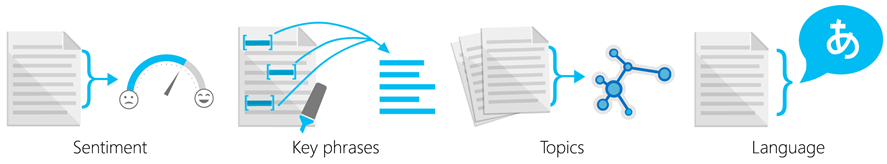 あ
Sentiment
Key phrases
Topics
Language